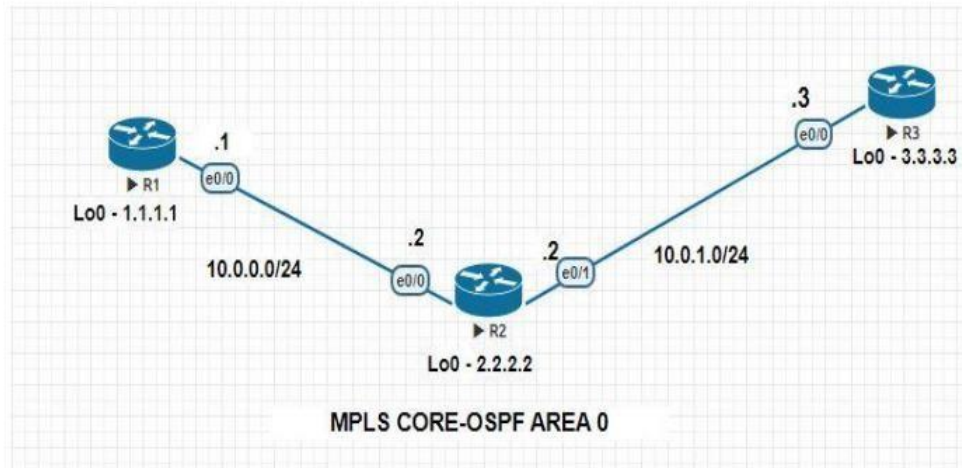 .1
e0/0
R1
Lo0 - 1.1.1.1
10.0.0.0/24
.2
e0/0
R2
Lo0 - 2.2.2.2
.2
e0/1
10.0.1.0/24
.3
e0/0
R3
Lo0 - 3.3.3.3
MPLS CORE-OSPF AREA 0